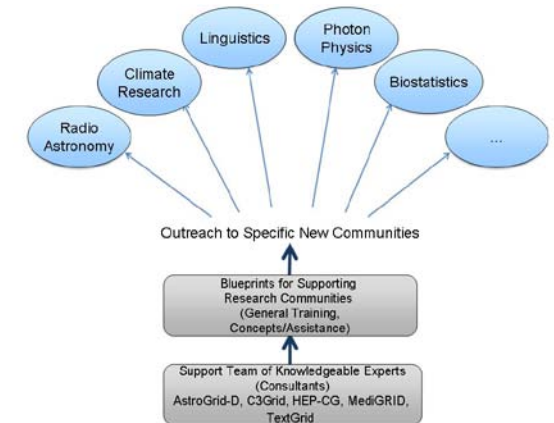 Linguistics
Photon
Physics
Climate
Research
Biostatistics
Radio
Astronomy
...
Outreach to Specific New Communities
Blueprints for Supporting
Research Communities
(General Training,
Concepts/Assistance)
Support Team of Knowledgeable Experts
(Consultants)
AstroGrid-D, C3Grid, HEP-CG, MediGRID,
TextGrid